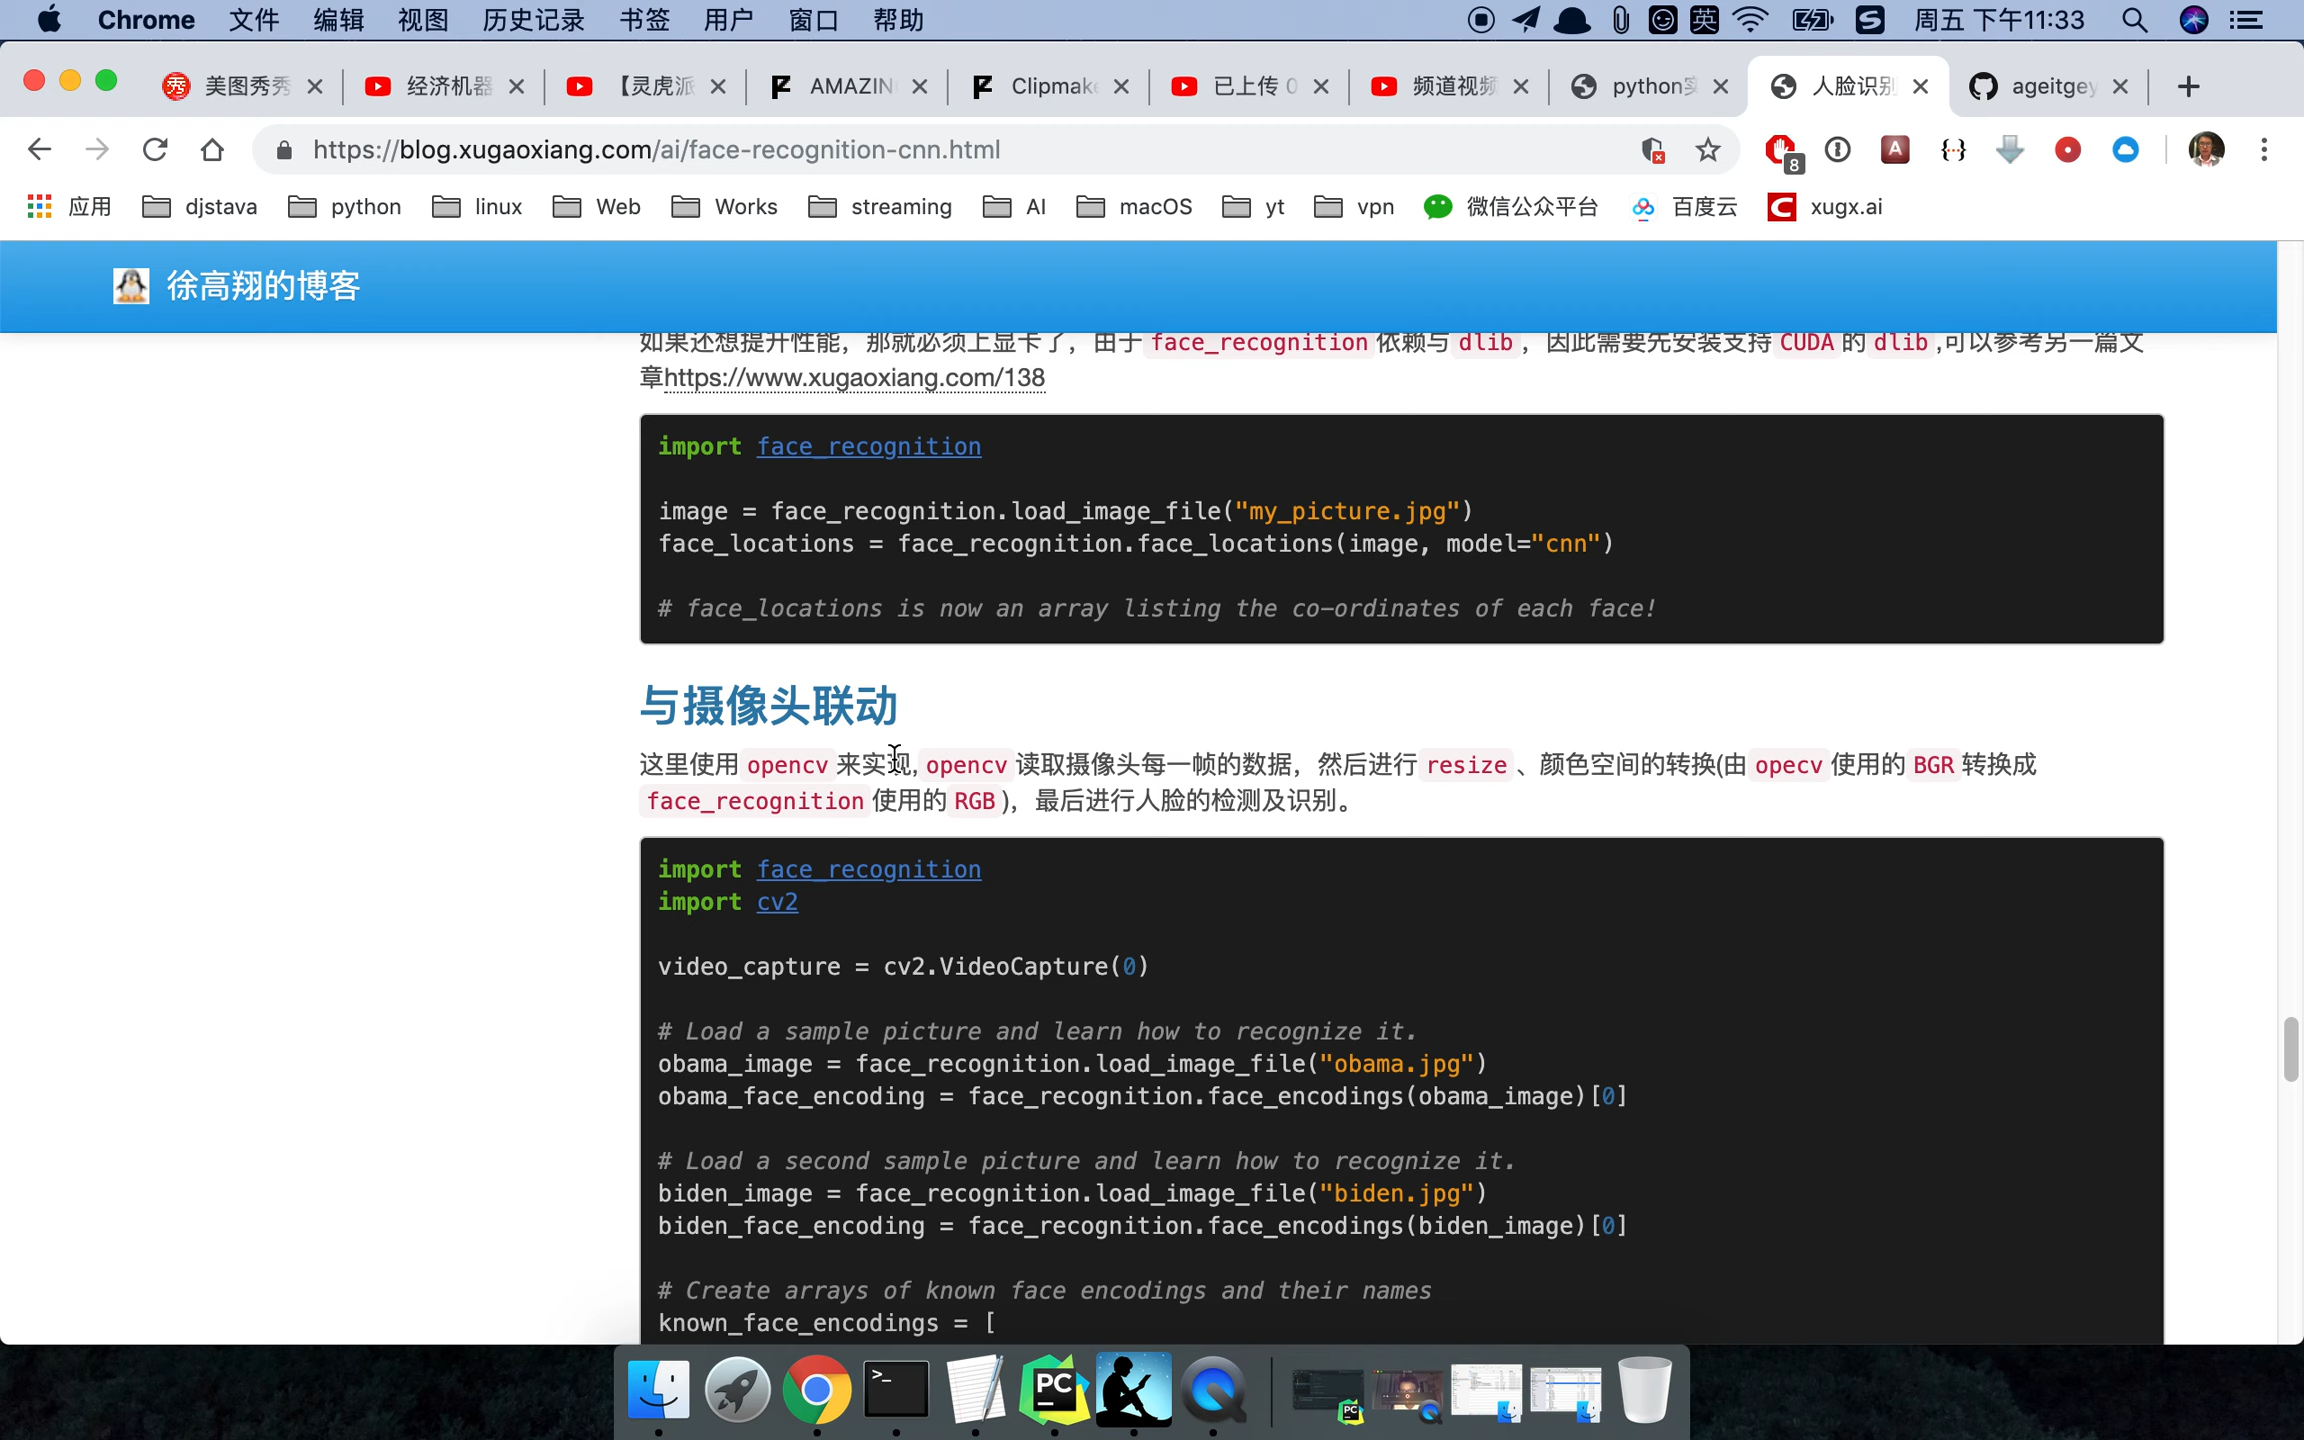 Chrome 文件 编辑 视图 历史记录 书签 用户 窗口 帮助 英 周五 下午11:33
美图秀秀 经济机器 【灵虎派 AMAZIN Clipmake 已上传 0 频道视频 python实 人脸识别 ageitgey
https://blog.xugaoxiang.com/ai/face-recognition-cnn.html 8
应用 djstava python linux Web Works streaming AI macOS yt vpn 微信公众平台 百度云 xugx.ai
徐高翔的博客
如果还想提升性能，那就必须上显卡了，由于 face_recognition 依赖与 dlib ，因此需要先安装支持 CUDA 的 dlib ,可以参考另一篇文
章https://www.xugaoxiang.com/138
import face_recognition
image = face_recognition.load_image_file("my_picture.jpg")
face_locations = face_recognition.face_locations(image, model="cnn")
# face_locations is now an array listing the co-ordinates of each face!
与摄像头联动
这里使用 opencv 来实现, opencv 读取摄像头每一帧的数据，然后进行 resize 、颜色空间的转换(由 opecv 使用的 BGR 转换成
face_recognition 使用的 RGB )，最后进行人脸的检测及识别。
import face_recognition
import cv2
video_capture = cv2.VideoCapture(0)
# Load a sample picture and learn how to recognize it.
obama_image = face_recognition.load_image_file("obama.jpg")
obama_face_encoding = face_recognition.face_encodings(obama_image)[0]
# Load a second sample picture and learn how to recognize it.
biden_image = face_recognition.load_image_file("biden.jpg")
biden_face_encoding = face_recognition.face_encodings(biden_image)[0]
# Create arrays of known face encodings and their names
known_face_encodings = [